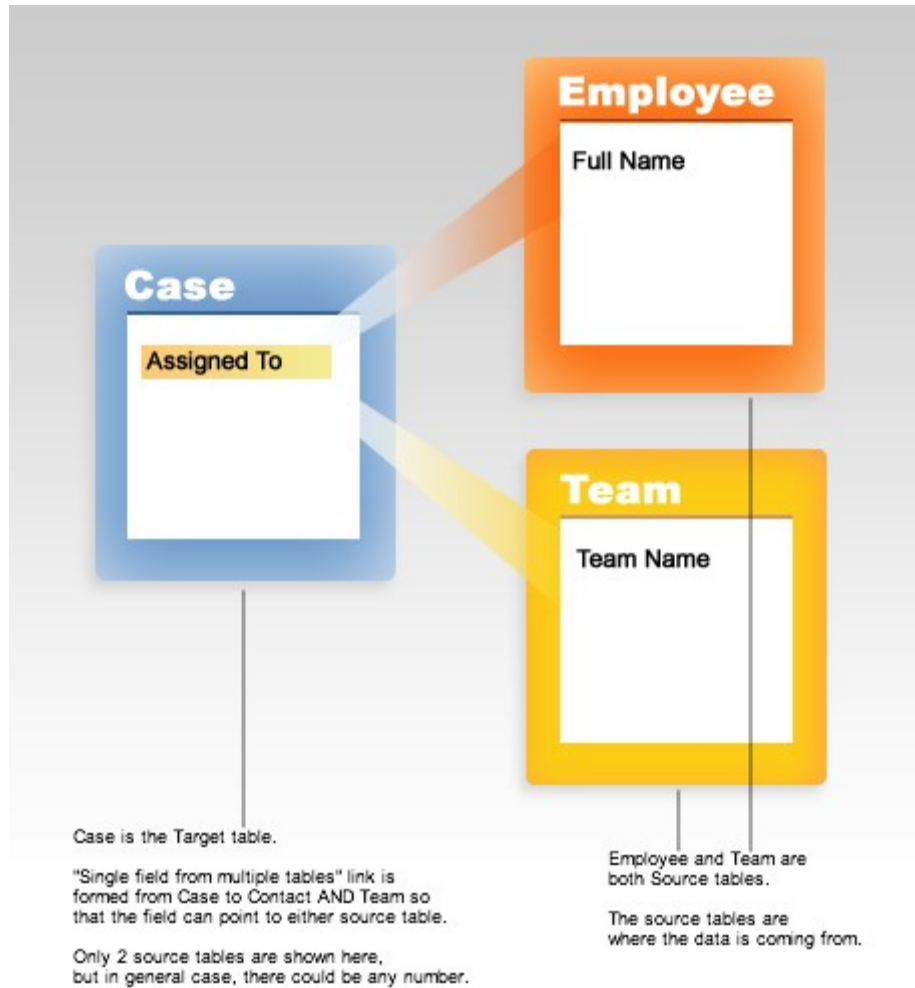 Employee
Full Name
Case
Assigned To
Team
Team Name
Case is the Target table.
"Single field from multiple tables" link is
formed from Case to Contact AND Team so
that the field can point to either source table.
Only 2 source tables are shown here,
but in general case, there could be any number.
Employee and Team are
both Source tables.
The source tables are
where the data is coming from.